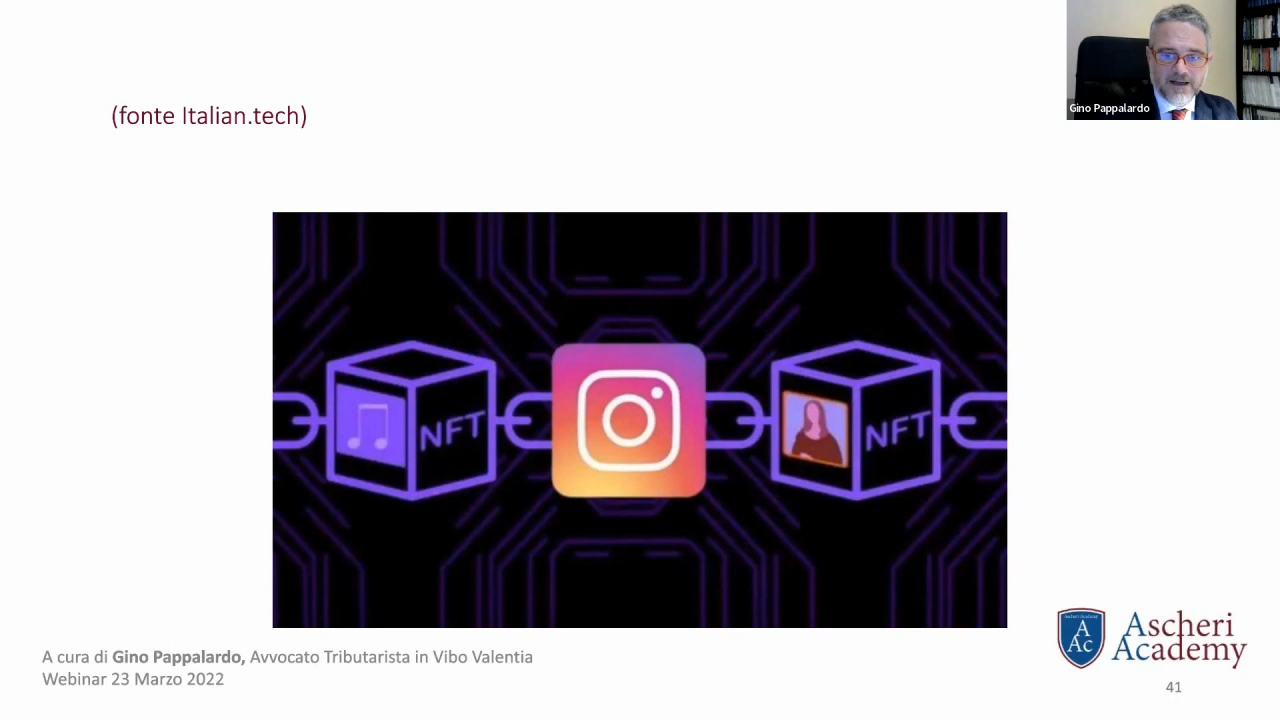 Gino Pappalardo
(fonte Italian.tech)
NFT
NFT
A cura di Gino Pappalardo, Avvocato Tributarista in Vibo Valentia
Webinar 23 Marzo 2022
A
Ac
Ascheri
Academy
41